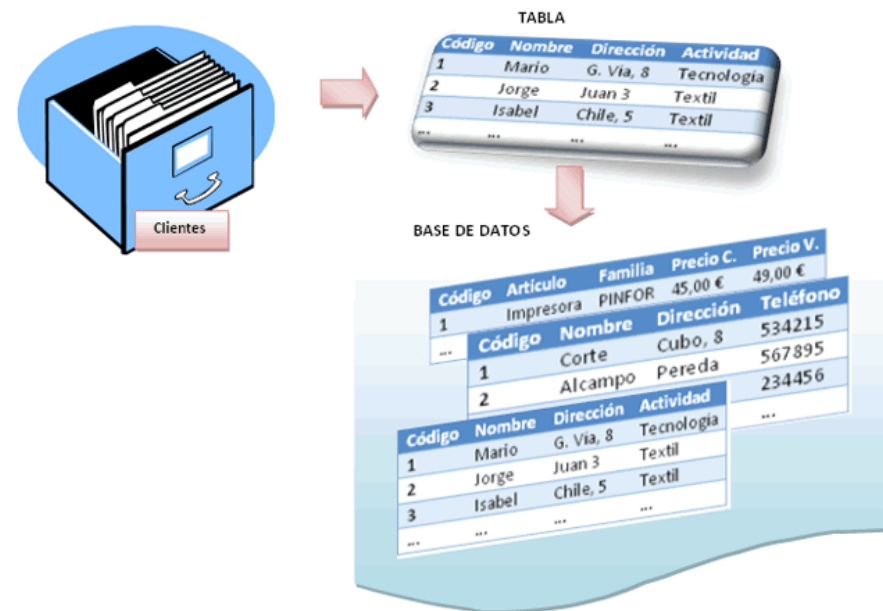 TABLA
Código Nombre Dirección Actividad
1 Mario G. Vía, 8 Tecnología
2 Jorge Juan 3 Textil
3 Isabel Chile, 5 Textil
... ... ... ...
Clientes
BASE DE DATOS
Código Artículo Familia Precio C. Precio V.
1 Impresora PINFOR 45,00 € 49,00 €
...
Código Nombre Dirección Teléfono
1 Corte Cubo, 8 534215
2 Alcampo Pereda 567895
234456
...
Código Nombre Dirección Actividad
1 Mario G. Vía, 8 Tecnología
2 Jorge Juan 3 Textil
3 Isabel Chile, 5 Textil
... ... ... ...